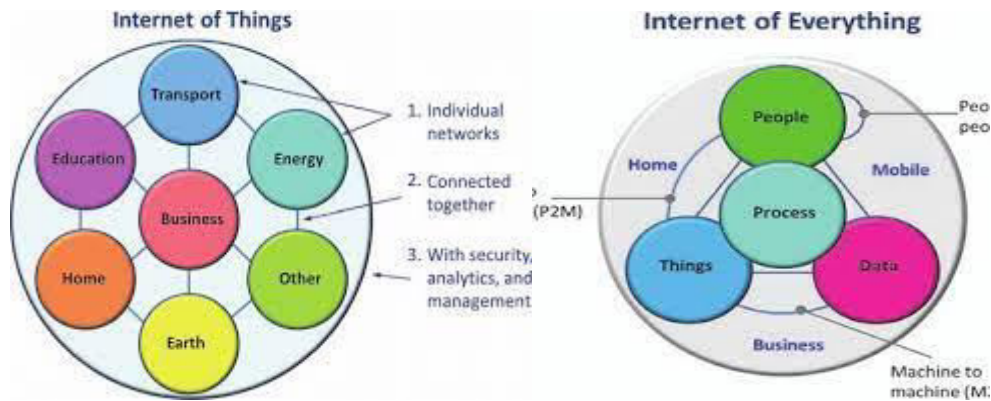 Internet of Things
Transport
Education
Energy
Business
Home
Other
Earth
1. Individual
networks
2. Connected
together
3. With security,
analytics, and
management
Internet of Everything
People
Home
Mobile
(P2M)
Process
Things
Data
Business
Machine to
machine